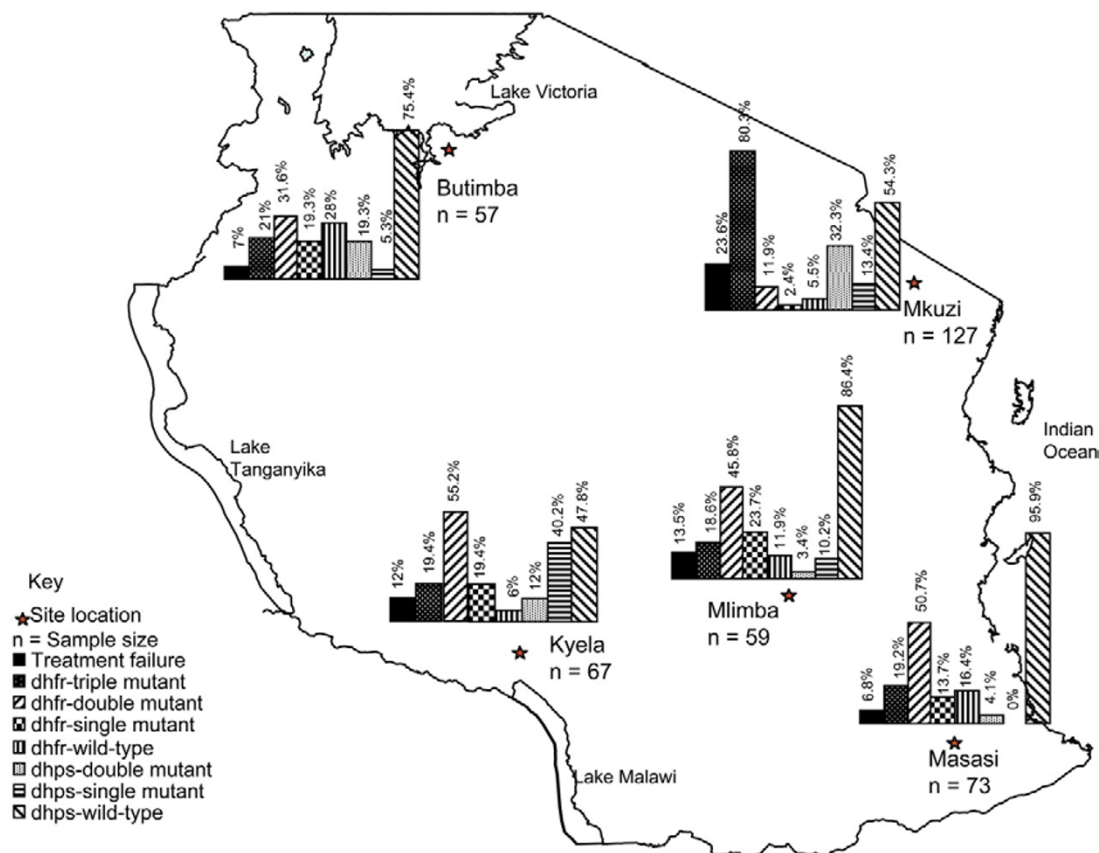 Lake Victoria
7%
21%
31.6%
19.3%
28%
19.3%
5.3%
75.4%
Butimba
n = 57
23.6%
80.3%
11.9%
2.4%
5.5%
32.3%
13.4%
54.3%
Mkuzi
n = 127
Lake
Tanganyika
Indian
Ocean
12%
19.4%
55.2%
19.4%
6%
12%
40.2%
47.8%
Kyela
n = 67
13.5%
18.6%
45.8%
23.7%
11.9%
3.4%
10.2%
86.4%
Mlimba
n = 59
6.8%
19.2%
50.7%
13.7%
16.4%
4.1%
0%
95.9%
Masasi
n = 73
Lake Malawi
Key
Site location
n = Sample size
Treatment failure
dhfr-triple mutant
dhfr-double mutant
dhfr-single mutant
dhfr-wild-type
dhps-double mutant
dhps-single mutant
dhps-wild-type